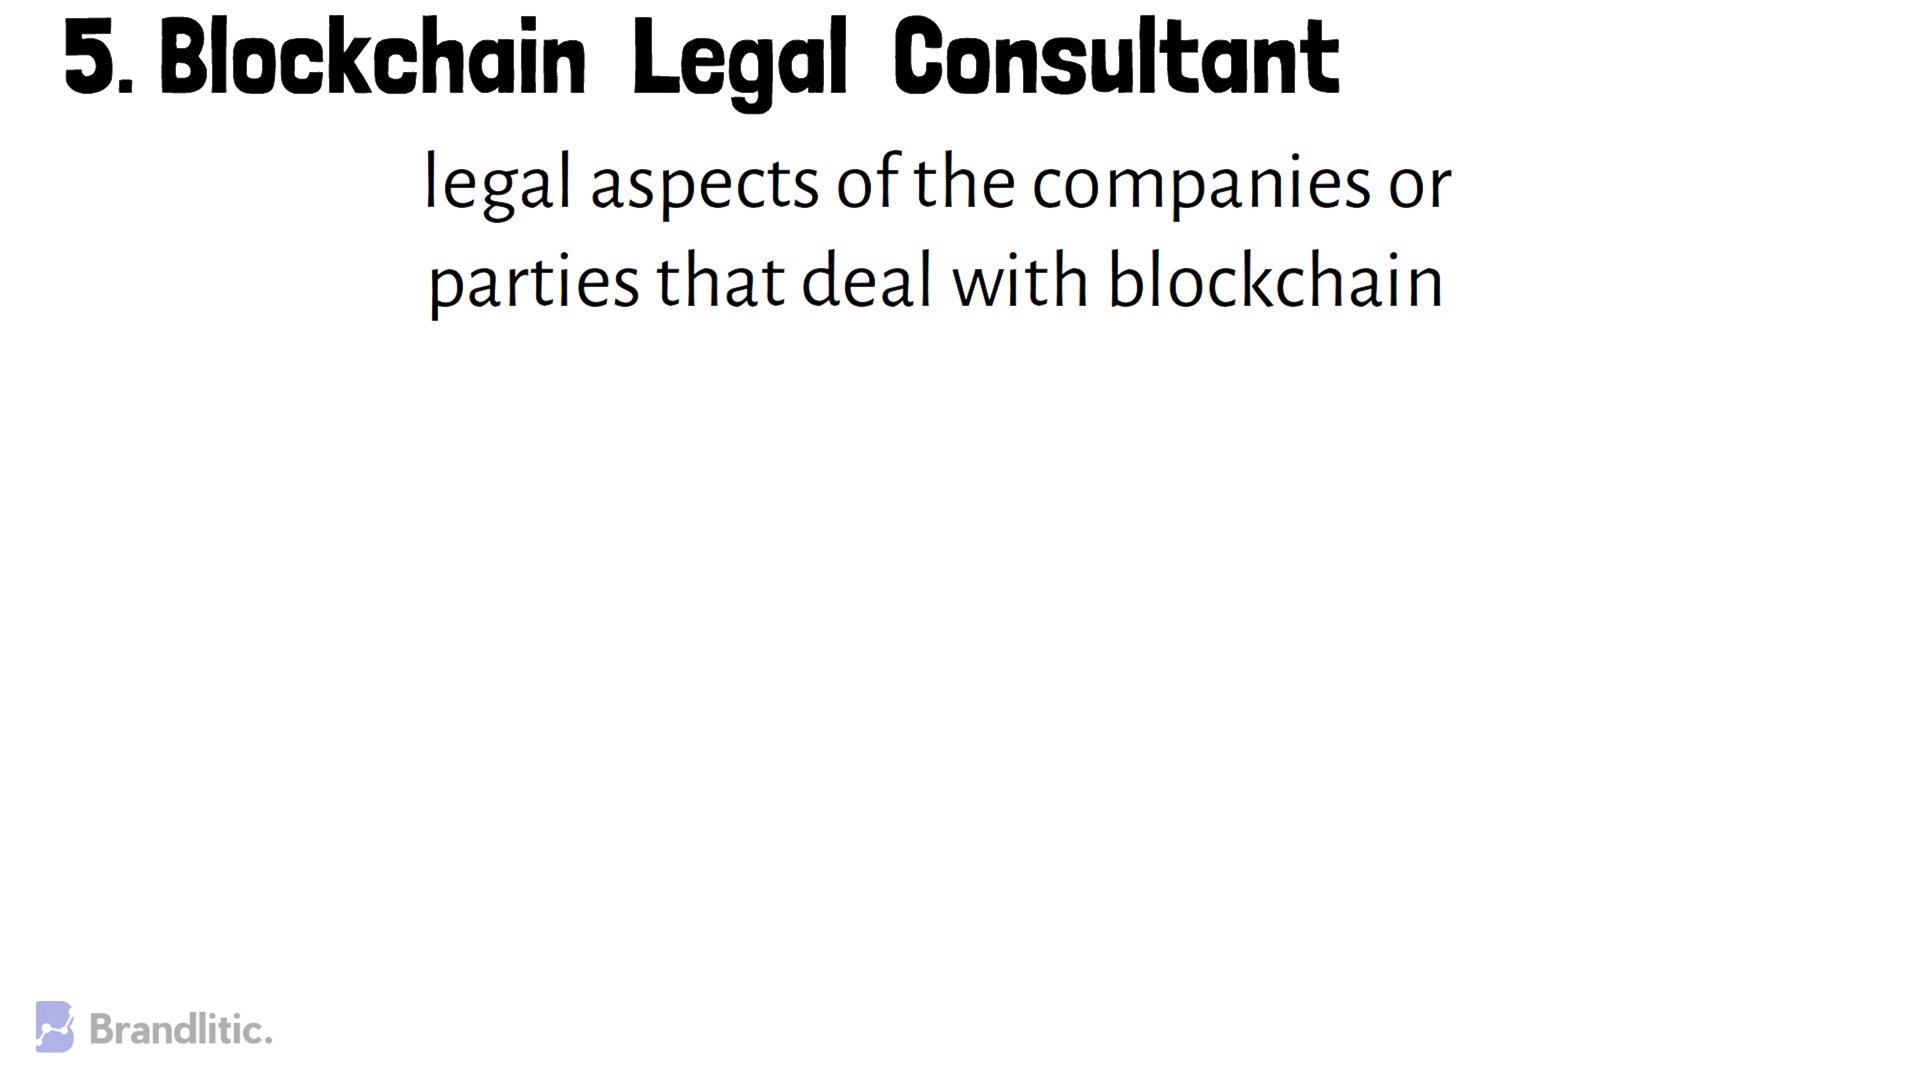 5. Blockchain Legal Consultant
legal aspects of the companies or
parties that deal with blockchain
Brandlitic.